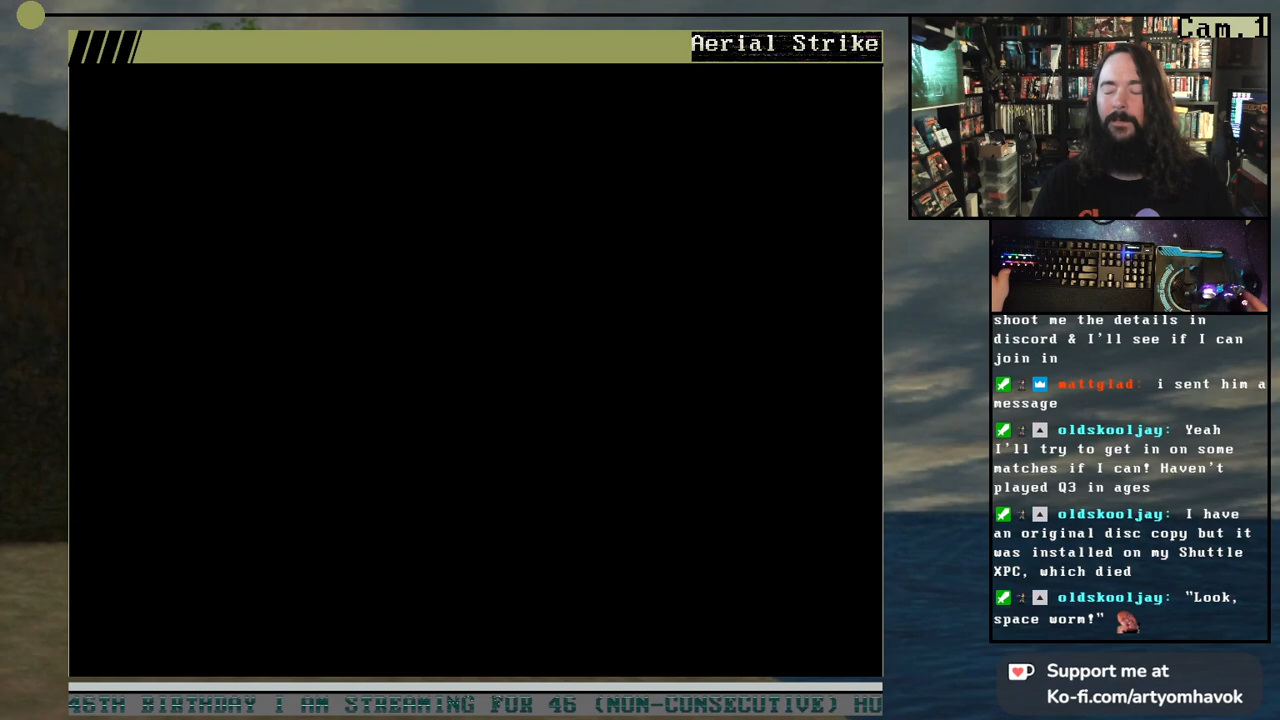 Aerial Strike
Cam.1
shoot me the details in
discord & I'll see if I can
join in
mattglad: i sent him a
message
oldskooljay: Yeah
I'll try to get in on some
matches if I can! Haven't
played Q3 in ages
oldskooljay: I have
an original disc copy but it
was installed on my Shuttle
XPC, which died
oldskooljay: "Look,
space worm!"
Support me at
Ko-fi.com/artyomhavok
45TH BIRTHDAY I AM STREAMING FOR 45 (NON-CONSECUTIVE) HU